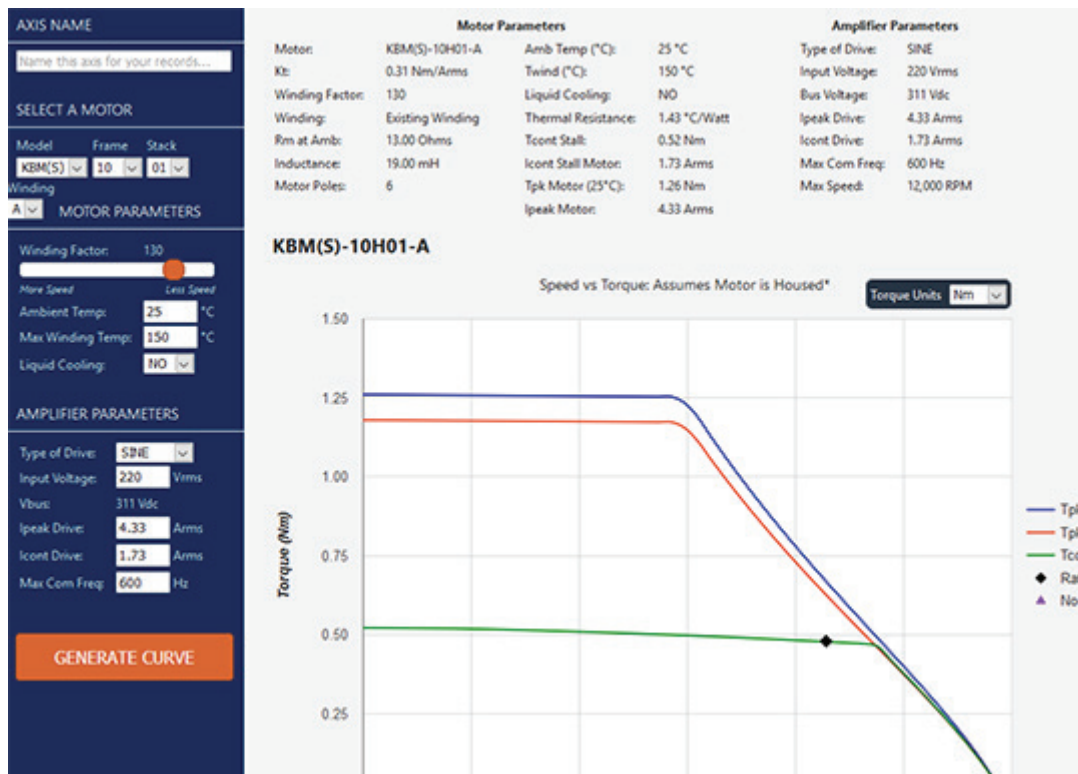 AXIS NAME
Name this axis for your records...
SELECT A MOTOR
Model Frame Stack
KBM(S) 10 01
Winding
A
MOTOR PARAMETERS
Winding Factor: 130
More Speed Less Speed
Ambient Temp: 25 °C
Max Winding Temp: 150 °C
Liquid Cooling: NO
AMPLIFIER PARAMETERS
Type of Drive: SINE
Input Voltage: 220 Vrms
Vbus: 311 Vdc
Ipeak Drive: 4.33 Arms
Icont Drive: 1.73 Arms
Max Com Freq: 600 Hz
GENERATE CURVE
Motor Parameters
Motor: KBM(S)-10H01-A Amb Temp (°C): 25 °C
Kt: 0.31 Nm/Arms Twind (°C): 150 °C
Winding Factor: 130 Liquid Cooling: NO
Winding: Existing Winding Thermal Resistance: 1.43 °C/Watt
Rm at Amb: 13.00 Ohms Tcont Stall: 0.52 Nm
Inductance: 19.00 mH Icont Stall Motor: 1.73 Arms
Motor Poles: 6 Tpk Motor (25°C): 1.26 Nm
Ipeak Motor: 4.33 Arms
Amplifier Parameters
Type of Drive: SINE
Input Voltage: 220 Vrms
Bus Voltage: 311 Vdc
Ipeak Drive: 4.33 Arms
Icont Drive: 1.73 Arms
Max Com Freq: 600 Hz
Max Speed: 12,000 RPM
KBM(S)-10H01-A
Speed vs Torque: Assumes Motor is Housed*
Torque Units Nm
1.50
1.25
1.00
0.75
0.50
0.25
Torque (Nm)
Tp
Tp
Tco
Ra
No